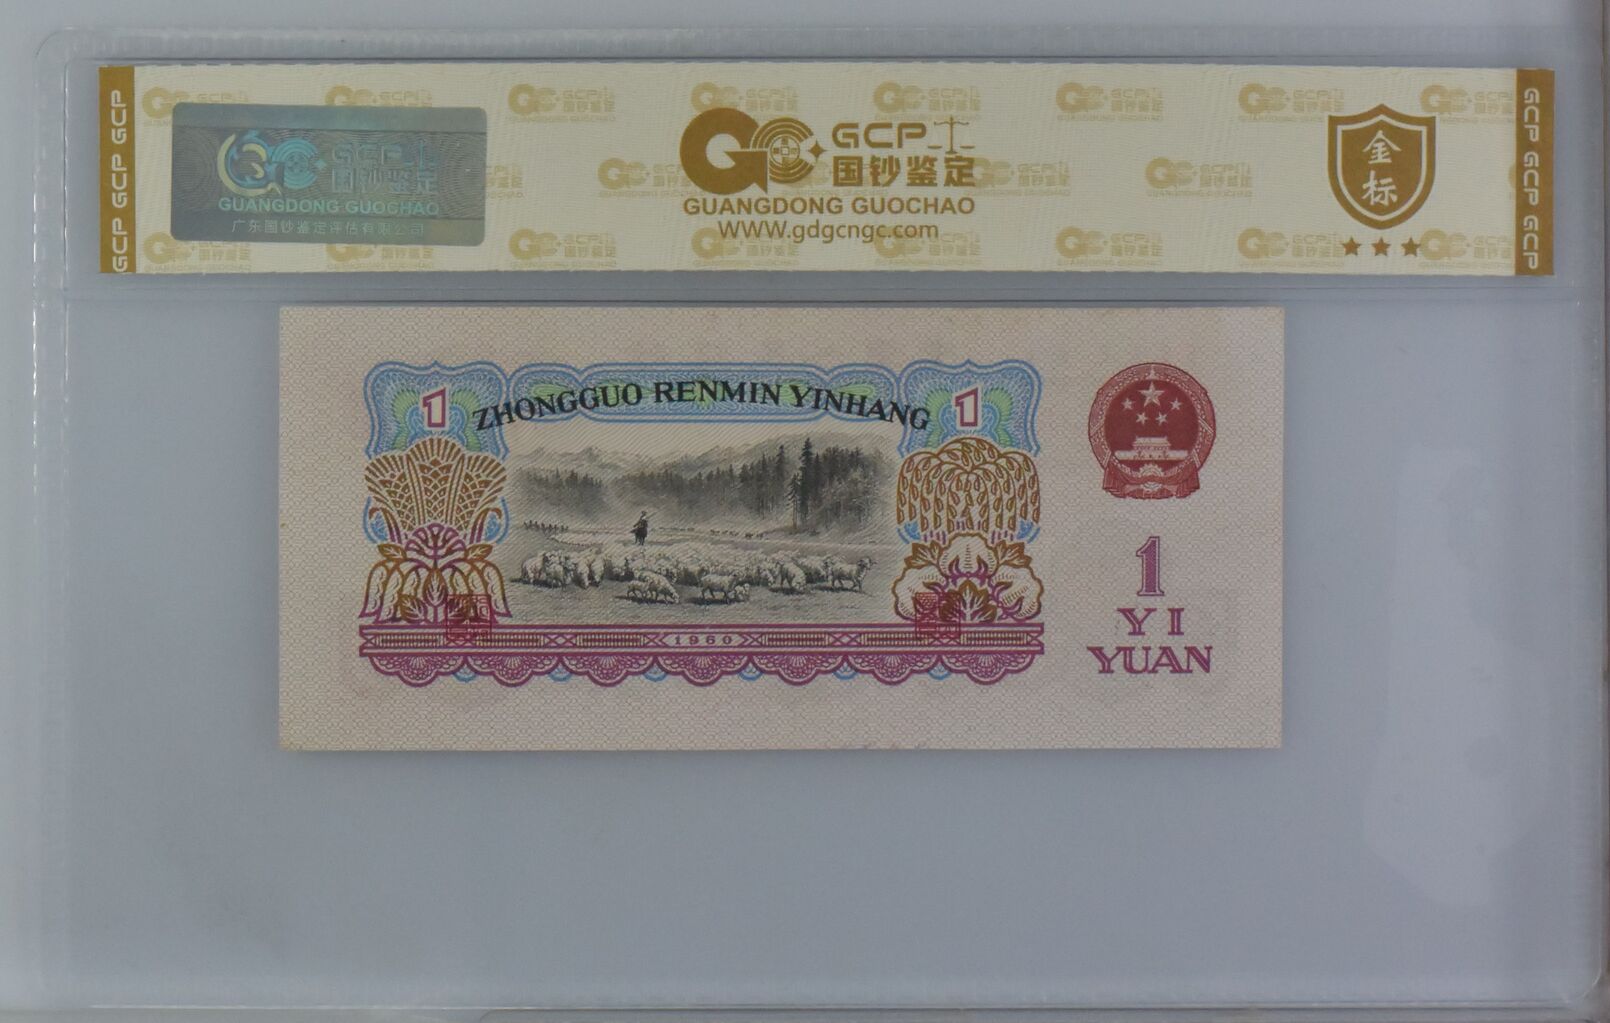 GCP GCP GCP
GCP
国钞鉴定
GUANGDONG GUOCHAO
广东国钞鉴定评估有限公司
GCP
国钞鉴定
GUANGDONG GUOCHAO
WWW.gdgcngc.com
金
标
GCP GCP GCP
1
ZHONGGUO RENMIN YINHANG
1
1960
1
YI
YUAN